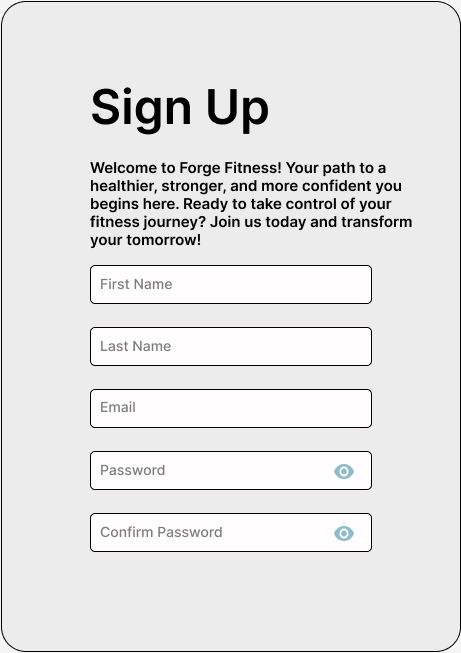 Sign Up
Welcome to Forge Fitness! Your path to a
healthier, stronger, and more confident you
begins here. Ready to take control of your
fitness journey? Join us today and transform
your tomorrow!
First Name
Last Name
Email
Password
Confirm Password